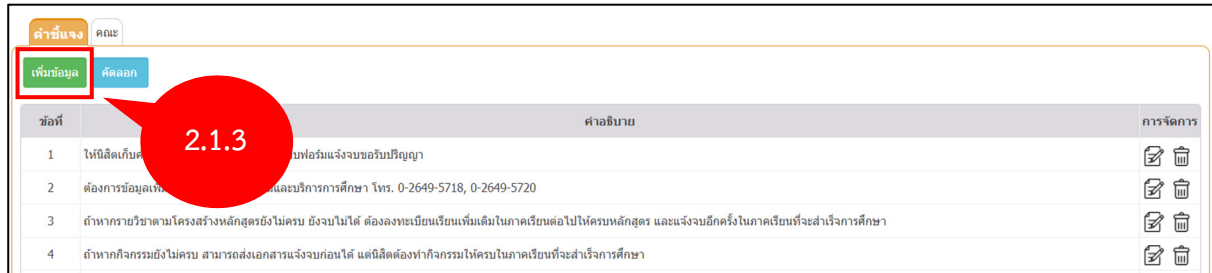 คำชี้แจง คณะ
เพิ่มข้อมูล คัดลอก
ข้อที่ คำอธิบาย การจัดการ
2.1.3
1 ให้นิสิตเก็บ บฟอร์มแจ้งจบขอรับปริญญา
2 ต้องการข้อมูลเพิ่ม และบริการการศึกษา โทร. 0-2649-5718, 0-2649-5720
3 ถ้าหากรายวิชาตามโครงสร้างหลักสูตรยังไม่ครบ ยังจบไม่ได้ ต้องลงทะเบียนเรียนเพิ่มเติมในภาคเรียนต่อไปให้ครบหลักสูตร และแจ้งจบอีกครั้งในภาคเรียนที่จะสำเร็จการศึกษา
4 ถ้าหากกิจกรรมยังไม่ครบ สามารถส่งเอกสารแจ้งจบก่อนได้ แต่นิสิตต้องทำกิจกรรมให้ครบในภาคเรียนที่จะสำเร็จการศึกษา